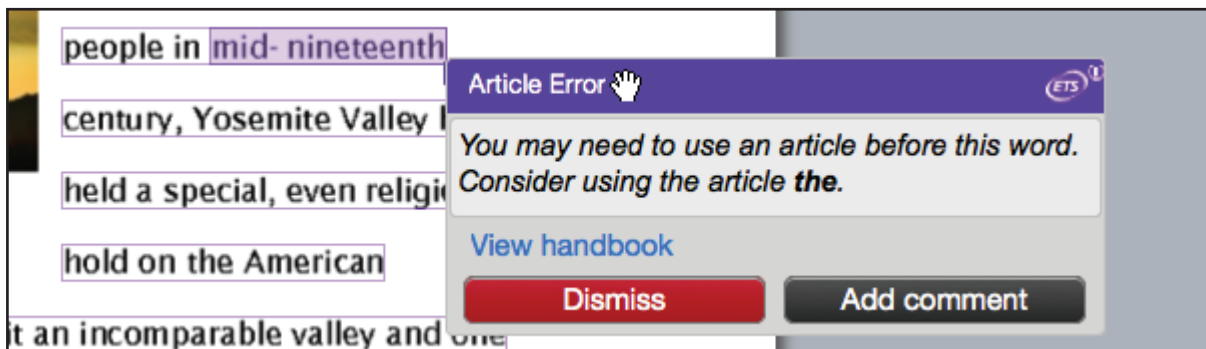 people in mid- nineteenth
Article Error
ETS
century, Yosemite Valley
You may need to use an article before this word.
Consider using the article the.
held a special, even
View handbook
hold on the American
Dismiss
Add comment
it an incomparable valley and one